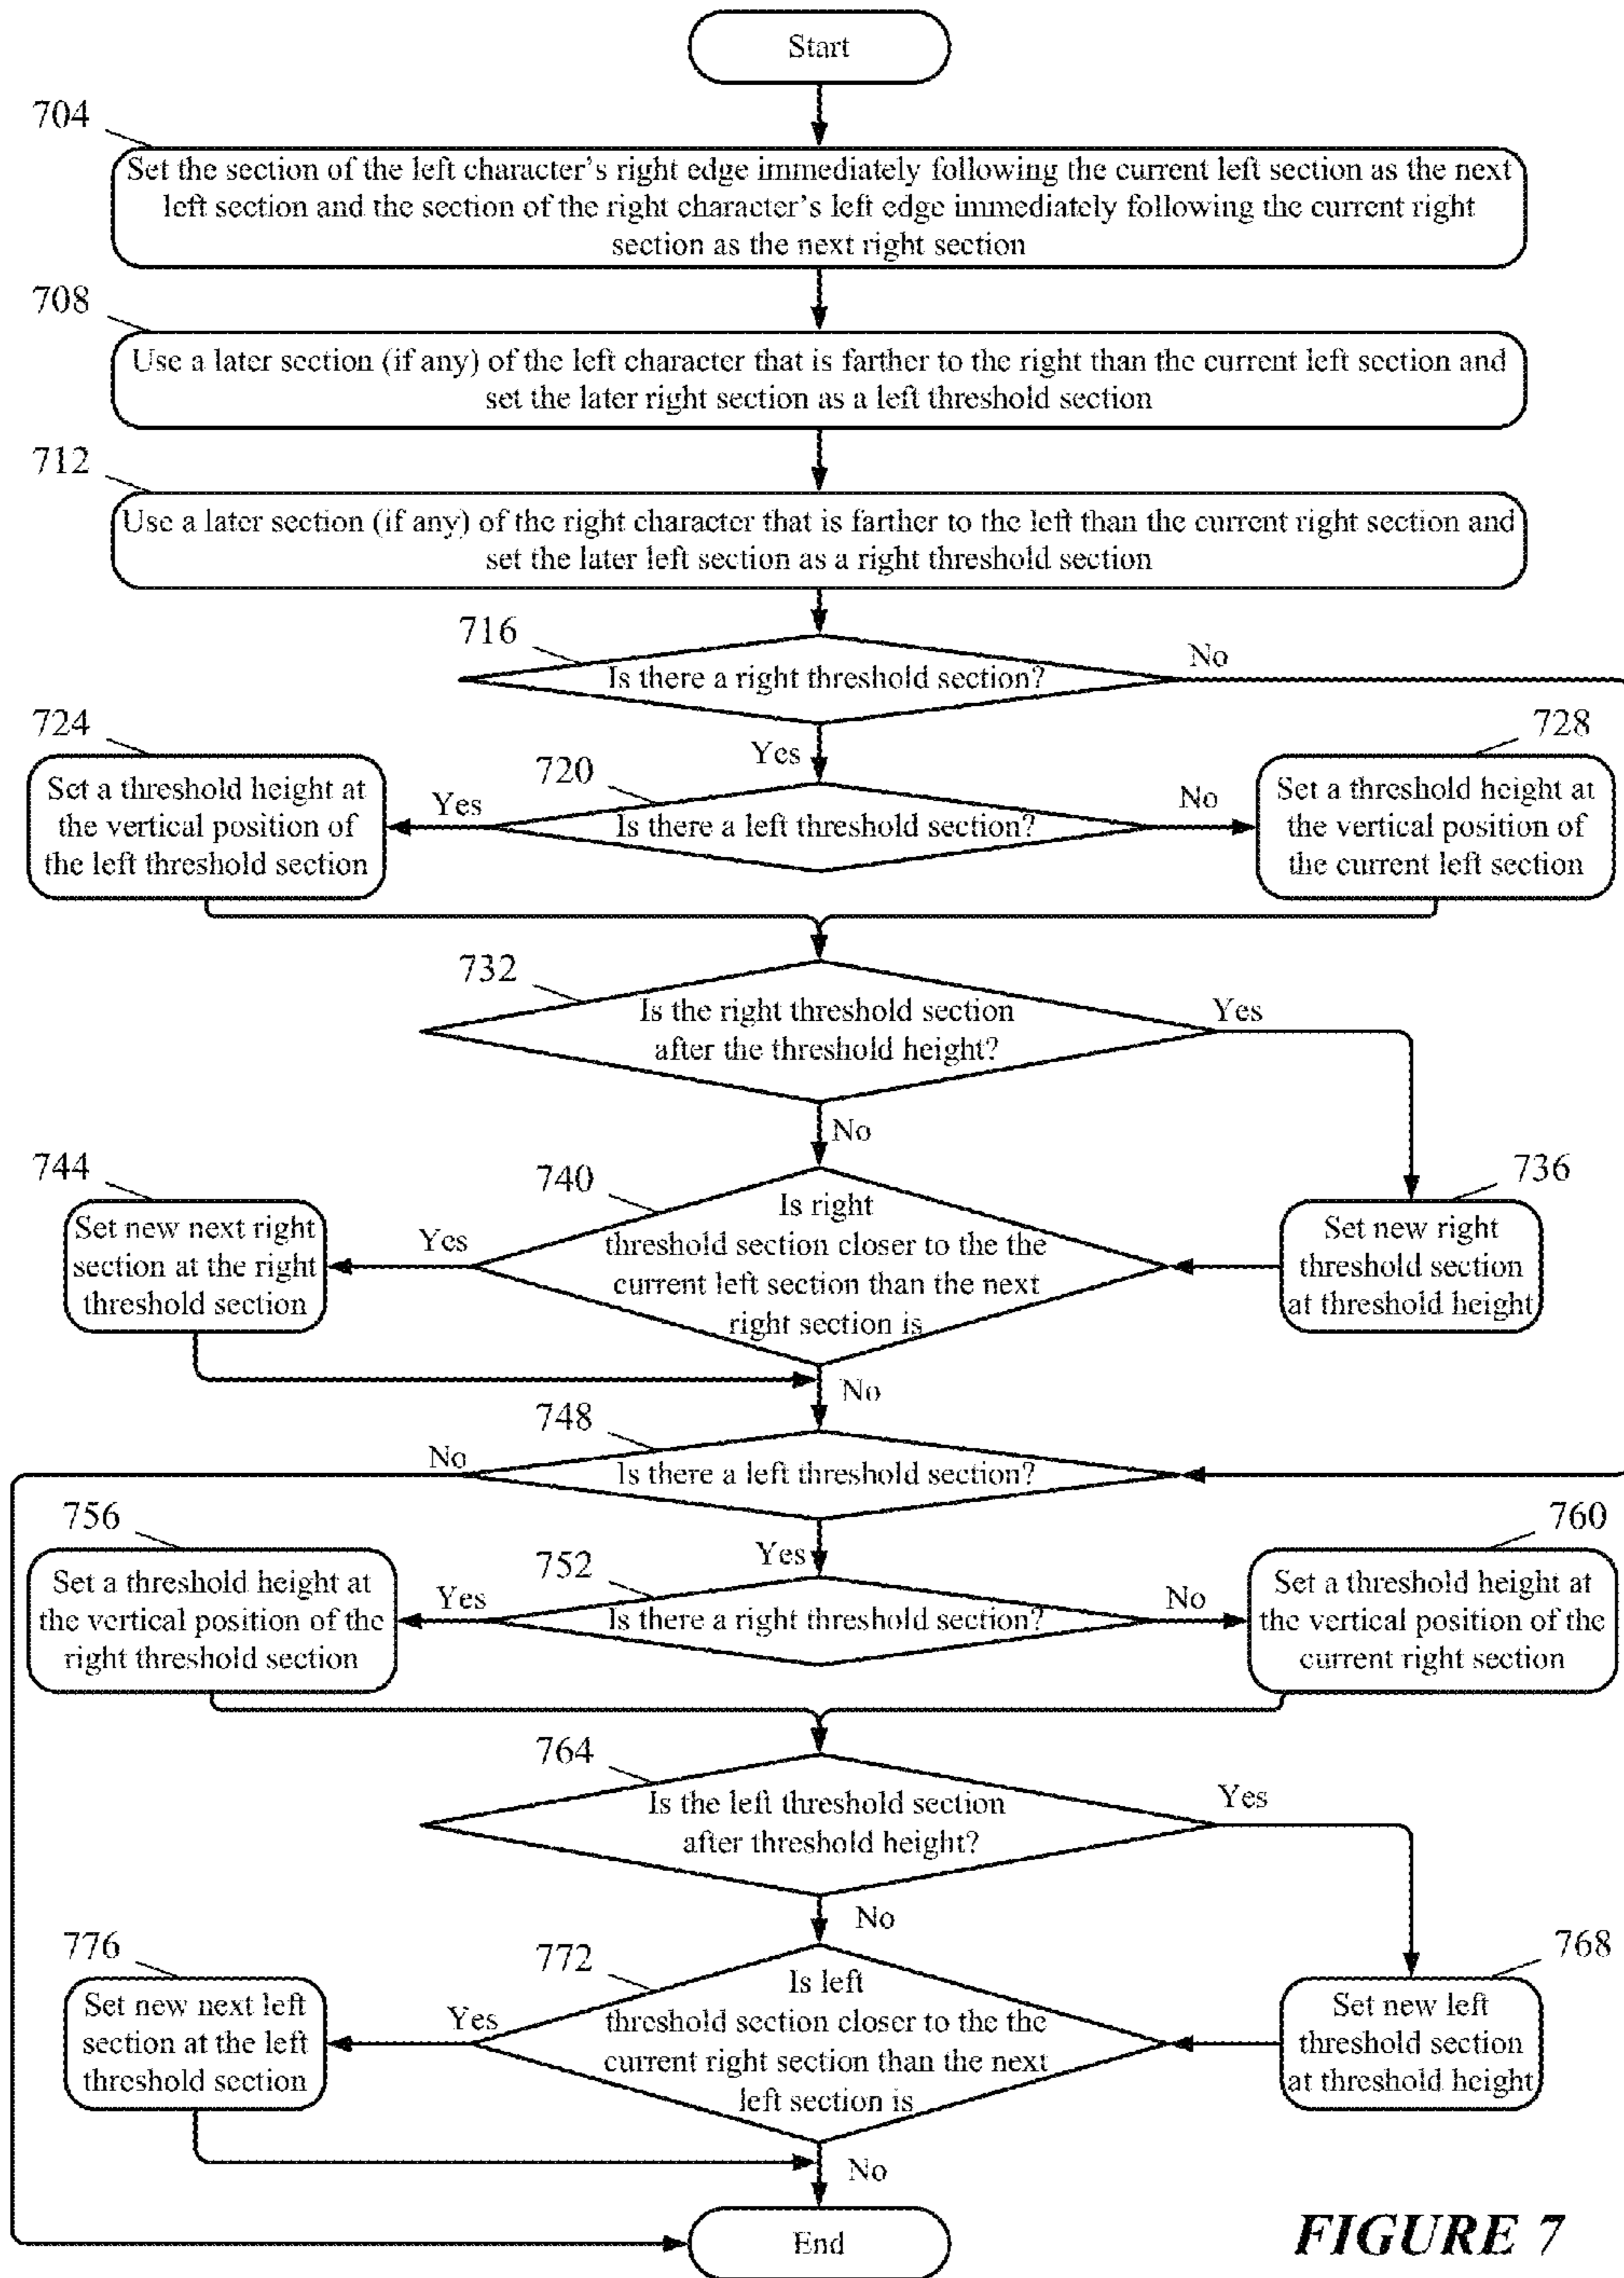 Start
704
Set the section of the left character's right edge immediately following the current left section as the next
left section and the section of the right character's left edge immediately following the current right
section as the next right section
708
Use a later section (if any) of the left character that is farther to the right than the current left section and
set the later right section as a left threshold section
712
Use a later section (if any) of the right character that is farther to the left than the current right section and
set the later left section as a right threshold section
716
Is there a right threshold section?
No
Yes
724
Set a threshold height at
the vertical position of
the left threshold section
Yes
720
Is there a left threshold section?
No
728
Set a threshold height at
the vertical position of
the current left section
732
Is the right threshold section
after the threshold height?
Yes
No
744
Set new next right
section at the right
threshold section
Yes
740
Is right
threshold section closer to the the
current left section than the next
right section is
736
Set new right
threshold section
at threshold height
No
748
Is there a left threshold section?
No
Yes
756
Set a threshold height at
the vertical position of the
right threshold section
Yes
752
Is there a right threshold section?
No
760
Set a threshold height at
the vertical position of the
current right section
764
Is the left threshold section
after threshold height?
Yes
No
776
Set new next left
section at the left
threshold section
Yes
772
Is left
threshold section closer to the the
current right section than the next
left section is
768
Set new left
threshold section
at threshold height
No
End
FIGURE 7